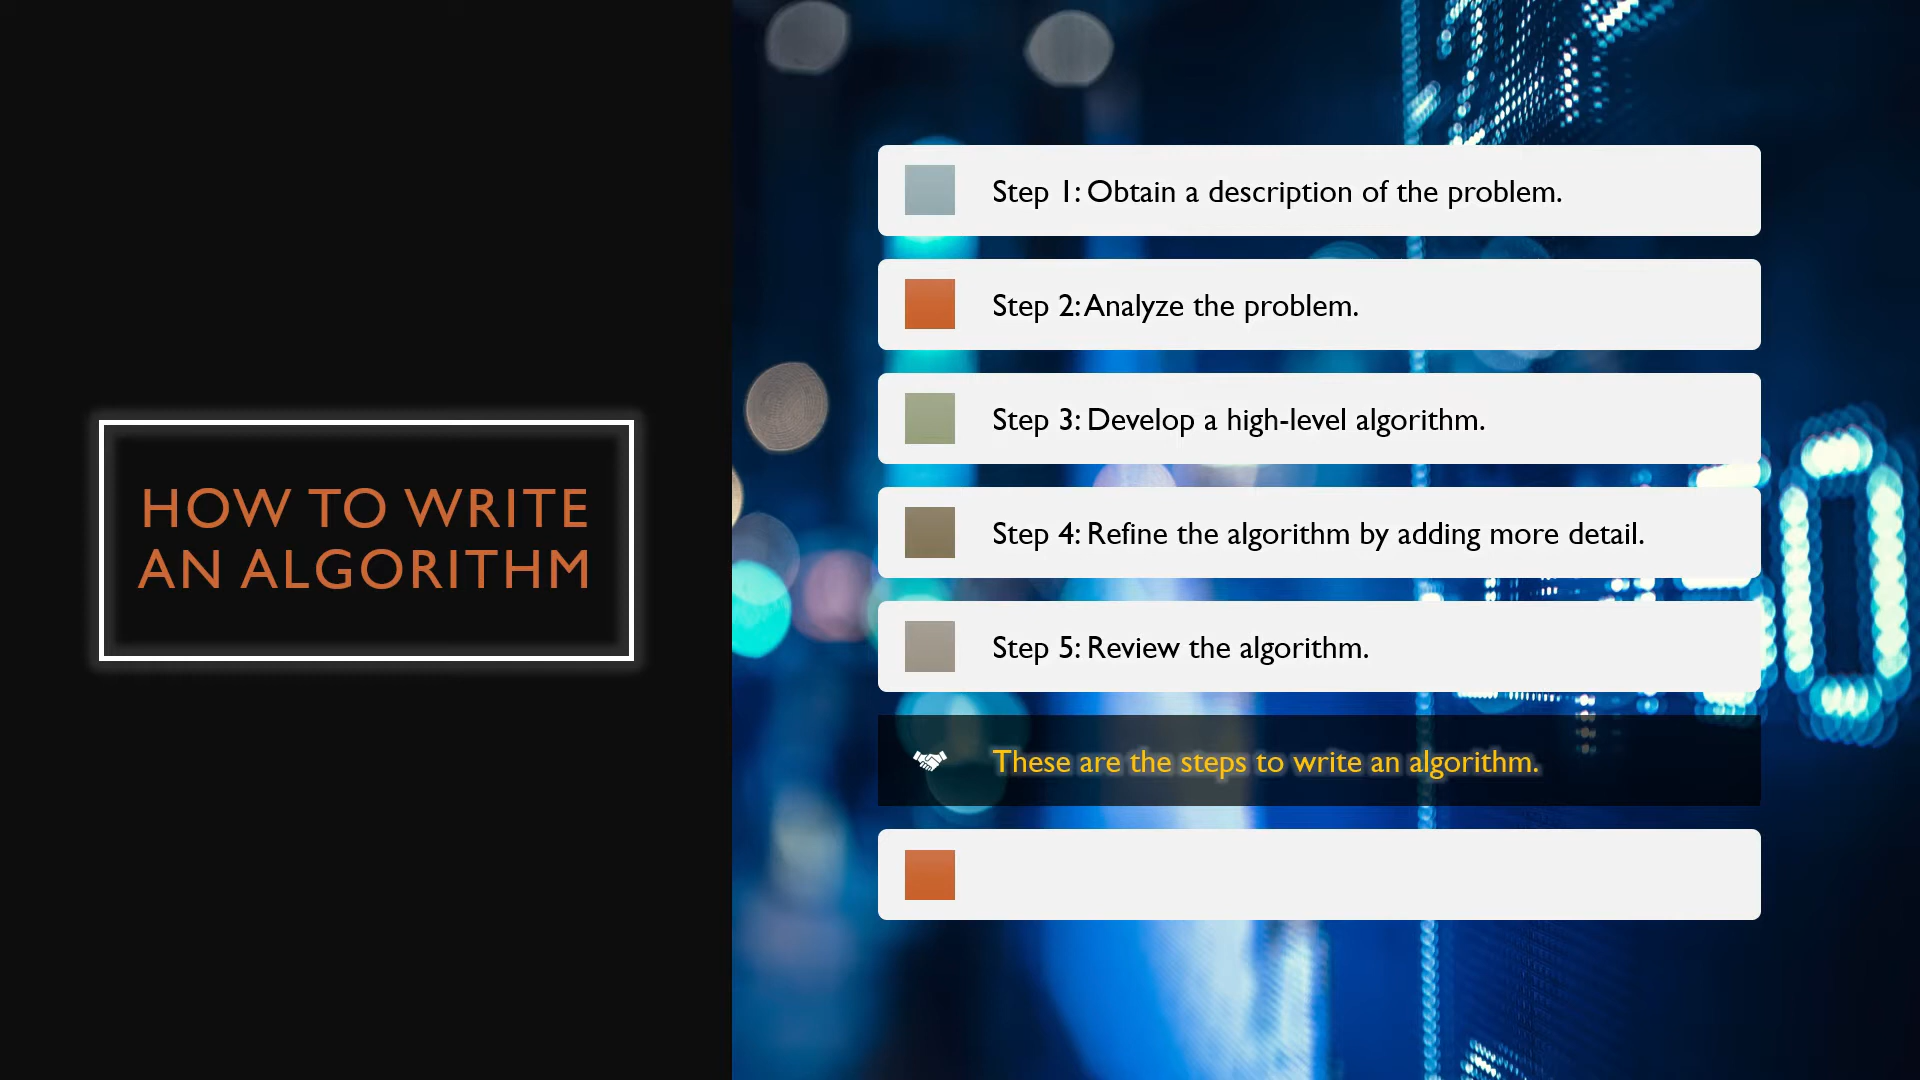 HOW TO WRITE
AN ALGORITHM
Step 1: Obtain a description of the problem.
Step 2: Analyze the problem.
Step 3: Develop a high-level algorithm.
Step 4: Refine the algorithm by adding more detail.
Step 5: Review the algorithm.
These are the steps to write an algorithm.